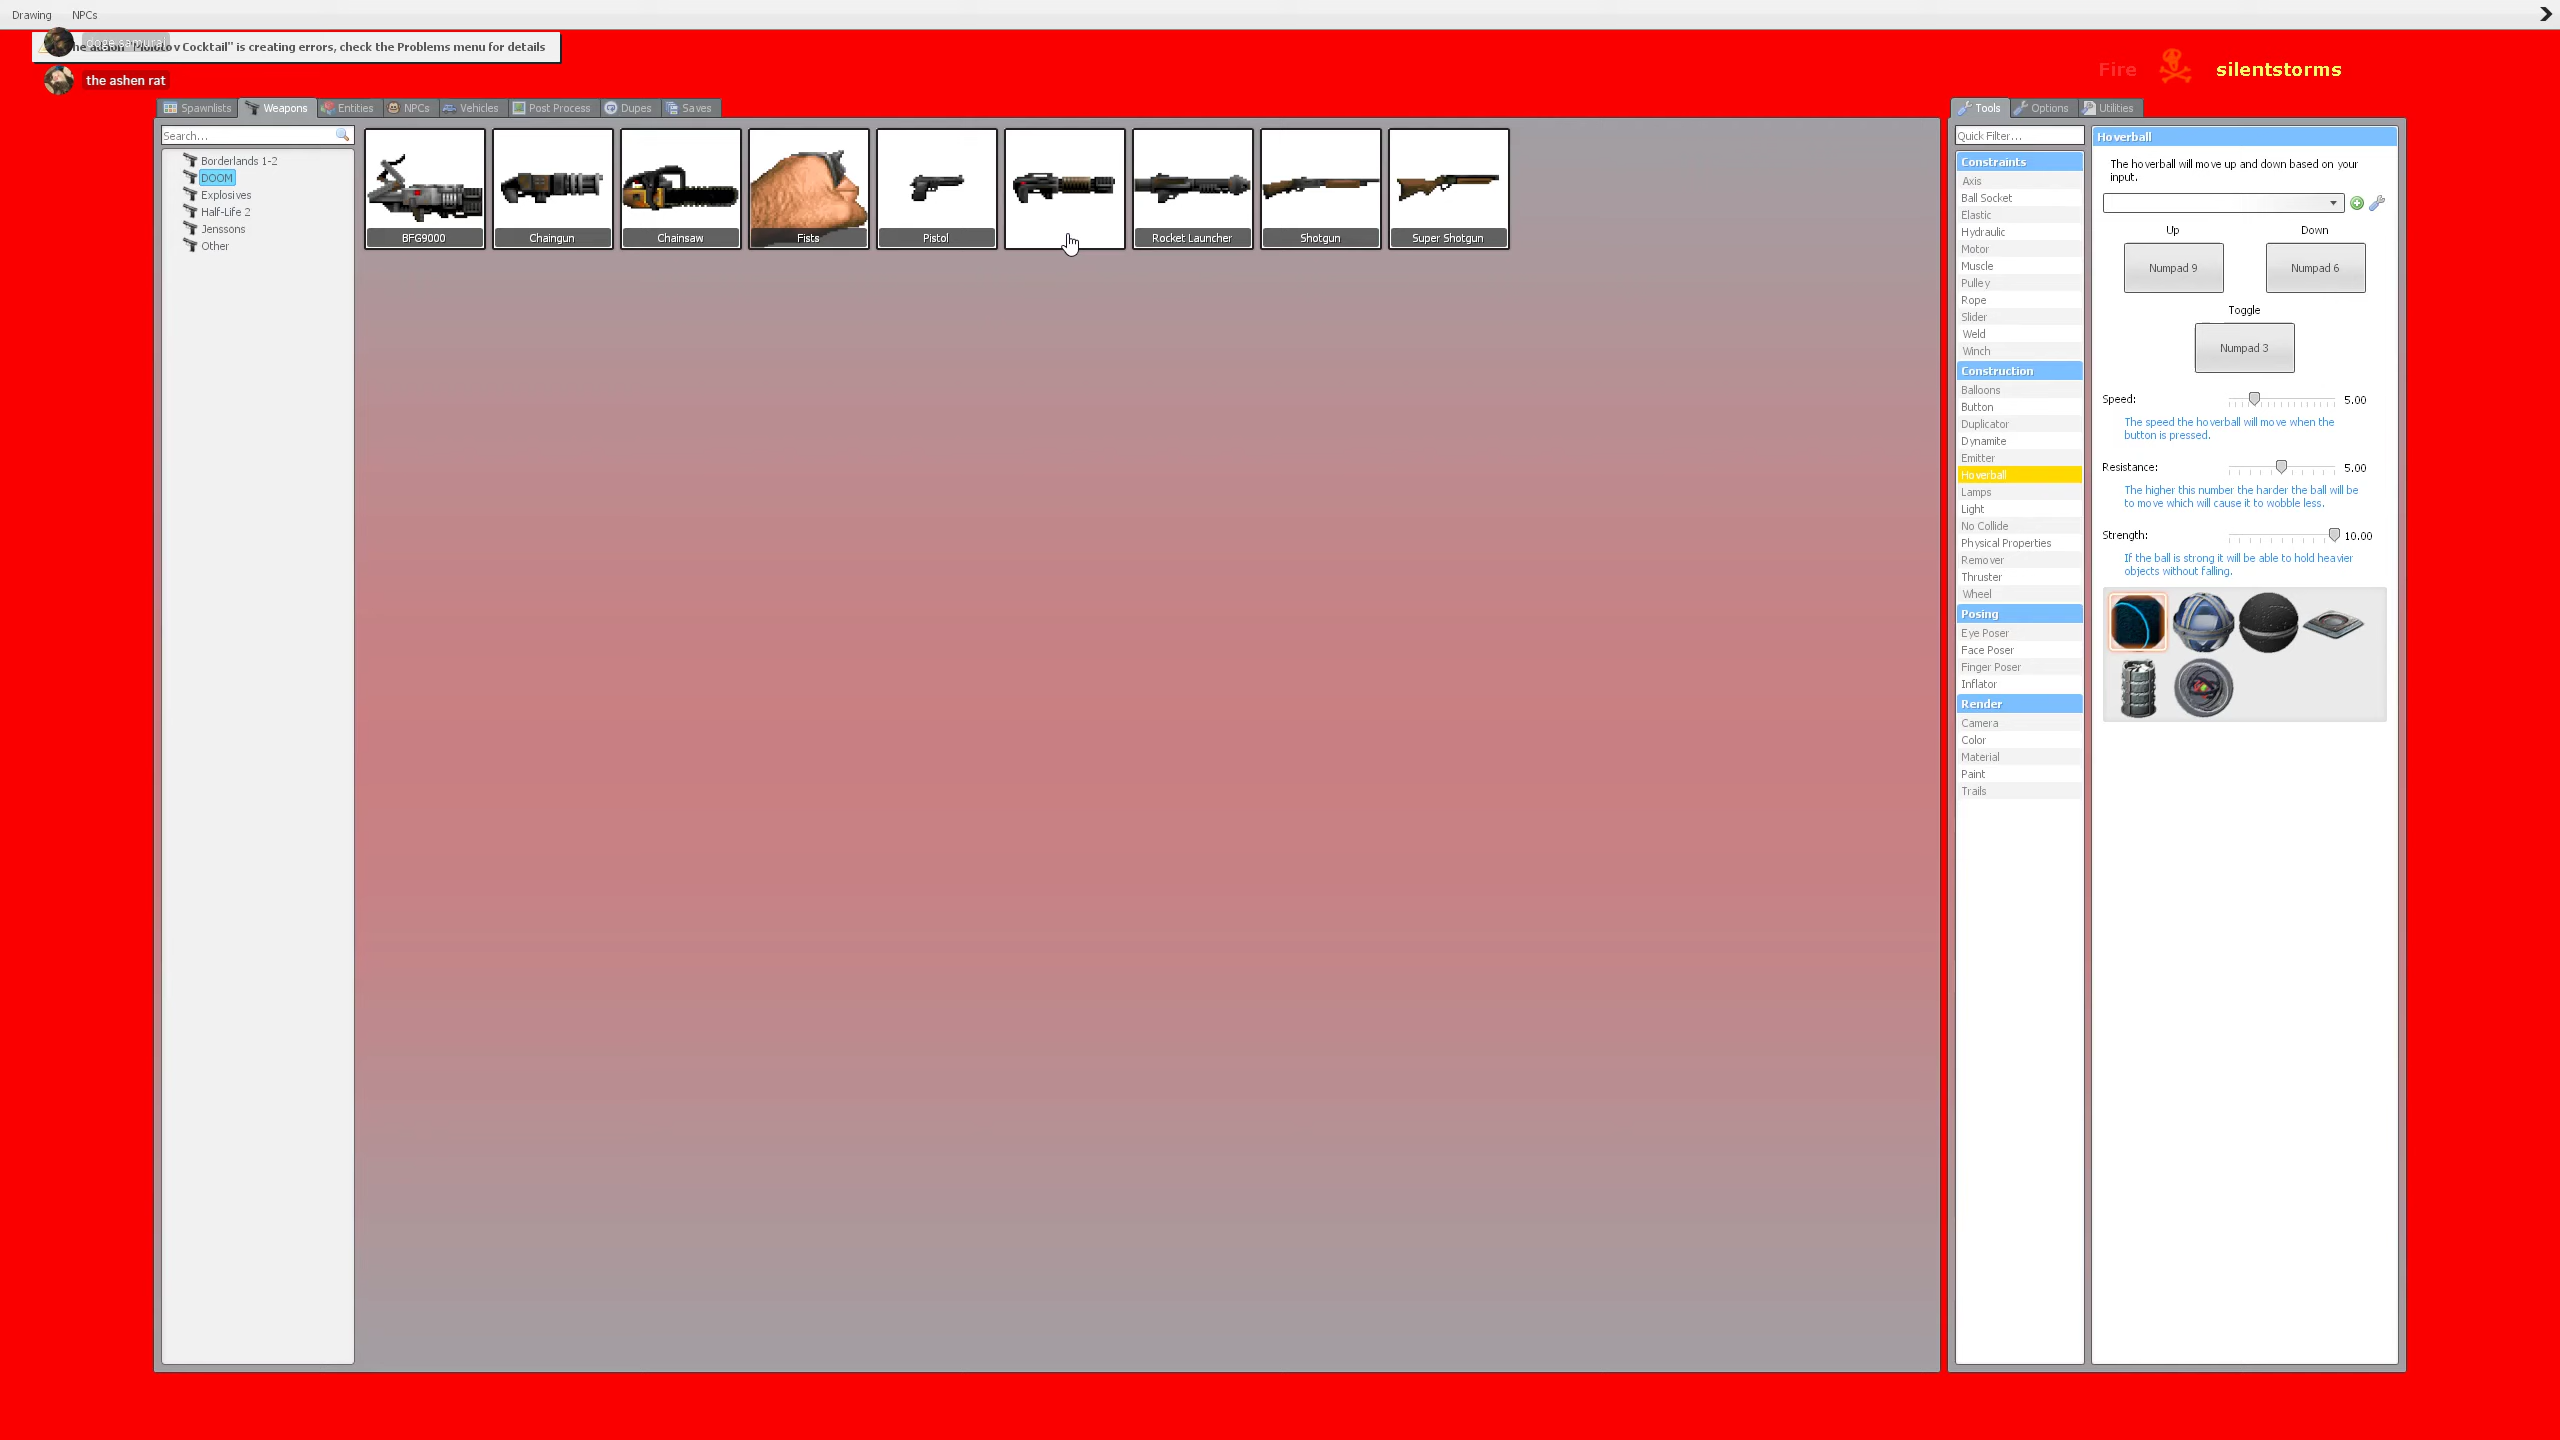 Drawing NPCs
doge samurai
"Molotov Cocktail" is creating errors, check the Problems menu for details
the ashen rat
Fire silentstorms
Spawnlists Weapons Entities NPCs Vehicles Post Process Dupes Saves
Search...
Borderlands 1-2
DOOM
Explosives
Half-Life 2
Jenssons
Other
BFG9000 Chaingun Chainsaw Fists Pistol Rocket Launcher Shotgun Super Shotgun
Tools Options Utilities
Quick Filter...
Constraints
Axis
Ball Socket
Elastic
Hydraulic
Motor
Muscle
Pulley
Rope
Slider
Weld
Winch
Construction
Balloons
Button
Duplicator
Dynamite
Emitter
Hoverball
Lamps
Light
No Collide
Physical Properties
Remover
Thruster
Wheel
Posing
Eye Poser
Face Poser
Finger Poser
Inflator
Render
Camera
Color
Material
Paint
Trails
Hoverball
The hoverball will move up and down based on your
input.
Up Down
Numpad 9 Numpad 6
Toggle
Numpad 3
Speed: 5.00
The speed the hoverball will move when the
button is pressed.
Resistance: 5.00
The higher this number the harder the ball will be
to move which will cause it to wobble less.
Strength: 10.00
If the ball is strong it will be able to hold heavier
objects without falling.